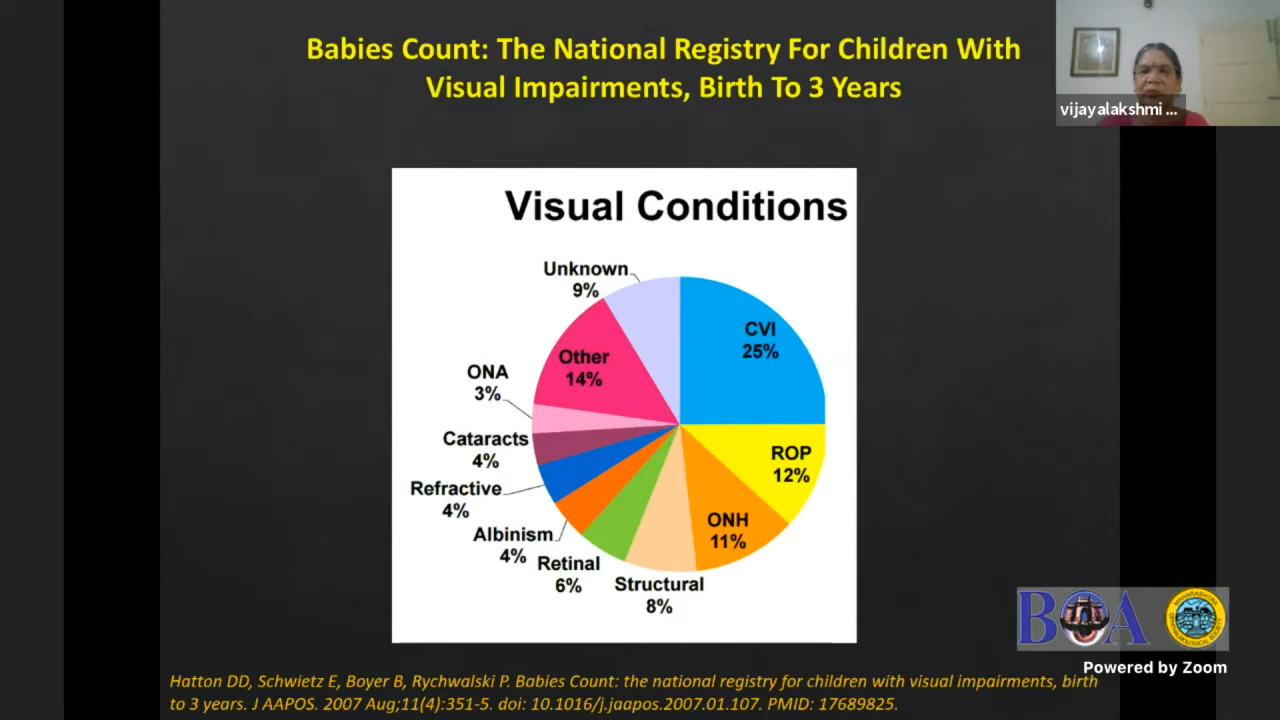 Babies Count: The National Registry For Children With
Visual Impairments, Birth To 3 Years
vijayalakshmi ...
Visual Conditions
Unknown
9%
CVI
25%
Other
14%
ONA
3%
Cataracts
4%
ROP
12%
Refractive
4%
ONH
11%
Albinism
4%
Retinal
6%
Structural
8%
BOA
MAHARASHTRA
OPHTHALMOLOGICAL SOCIETY
Powered by Zoom
Hatton DD, Schwietz E, Boyer B, Rychwalski P. Babies Count: the national registry for children with visual impairments, birth
to 3 years. J AAPOS. 2007 Aug;11(4):351-5. doi: 10.1016/j.jaapos.2007.01.107. PMID: 17689825.